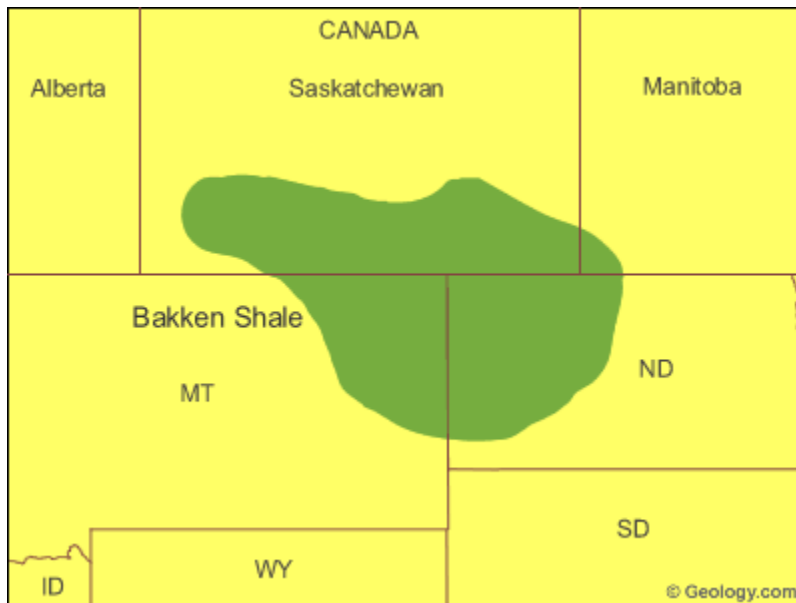 CANADA
Alberta
Saskatchewan
Manitoba
Bakken Shale
MT
ND
SD
WY
ID
© Geology.com